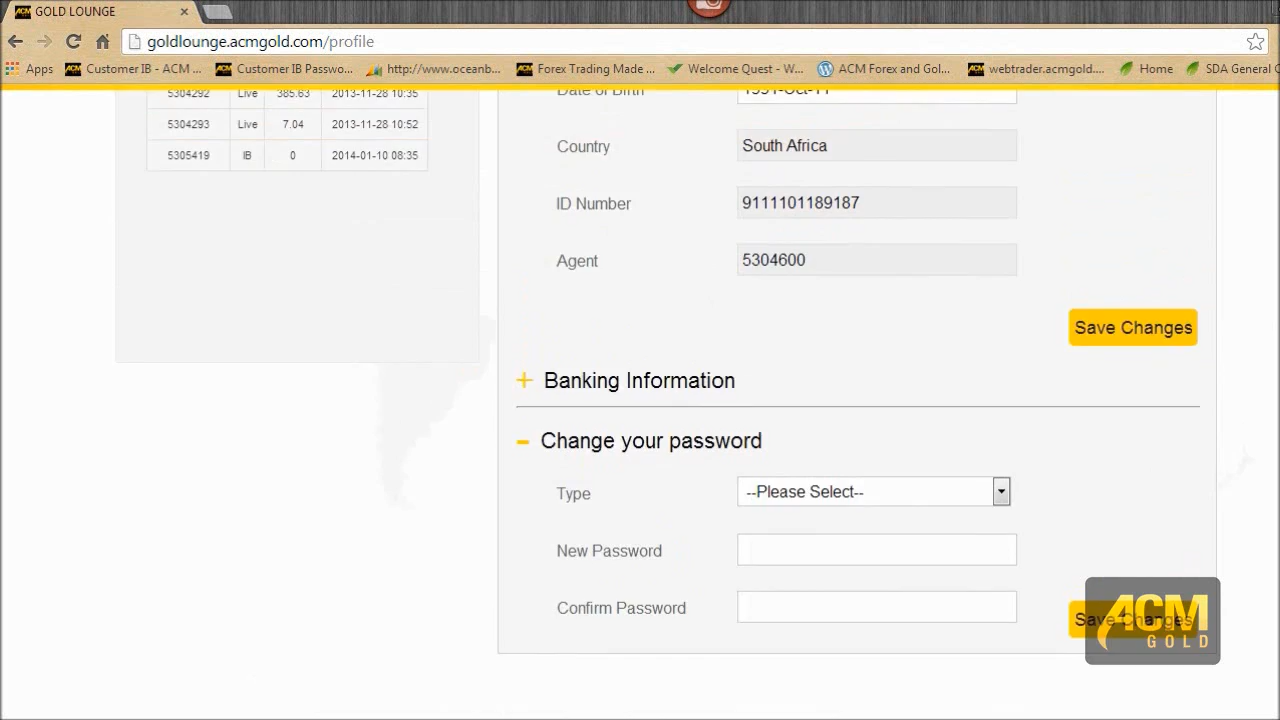 GOLD LOUNGE
goldlounge.acmgold.com/profile
Apps Customer IB - ACM ... Customer IB Passwo... http://www.oceanb... Forex Trading Made ... Welcome Quest - W... ACM Forex and Gol... webtrader.acmgold.... Home SDA General C
5304292 Live 385.63 2013-11-28 10:35
5304293 Live 7.04 2013-11-28 10:52
5305419 IB 0 2014-01-10 08:35
Date of Birth
Country South Africa
ID Number 9111101189187
Agent 5304600
Save Changes
+ Banking Information
- Change your password
Type --Please Select--
New Password
Confirm Password
Save Changes
ACM
GOLD